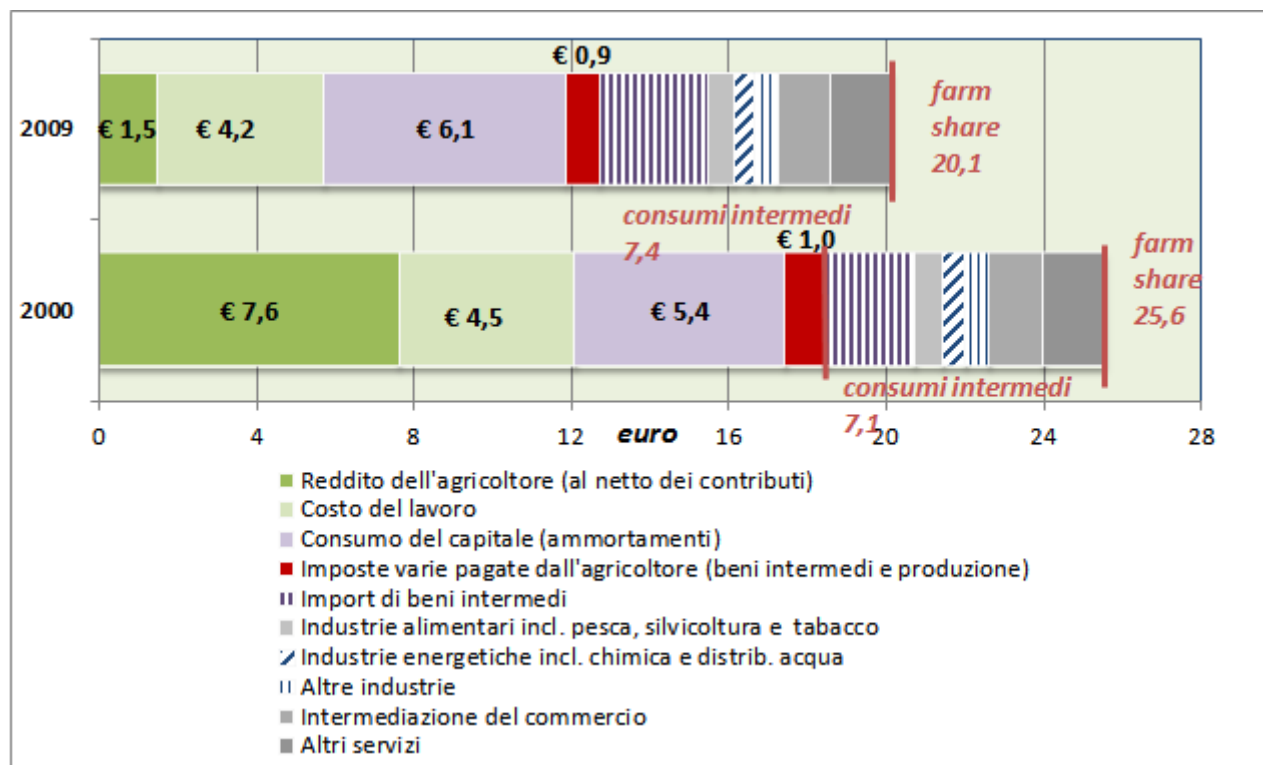 € 0,9
2009
€ 1,5
€ 4,2
€ 6,1
farm
share
20,1
consumi intermedi
7,4
€ 1,0
2000
€ 7,6
€ 4,5
€ 5,4
farm
share
25,6
consumi intermedi
7,1
0 4 8 12 euro 16 20 24 28
Reddito dell'agricoltore (al netto dei contributi)
Costo del lavoro
Consumo del capitale (ammortamenti)
Imposte varie pagate dall'agricoltore (beni intermedi e produzione)
Import di beni intermedi
Industrie alimentari incl. pesca, silvicoltura e tabacco
Industrie energetiche incl. chimica e distrib. acqua
Altre industrie
Intermediazione del commercio
Altri servizi